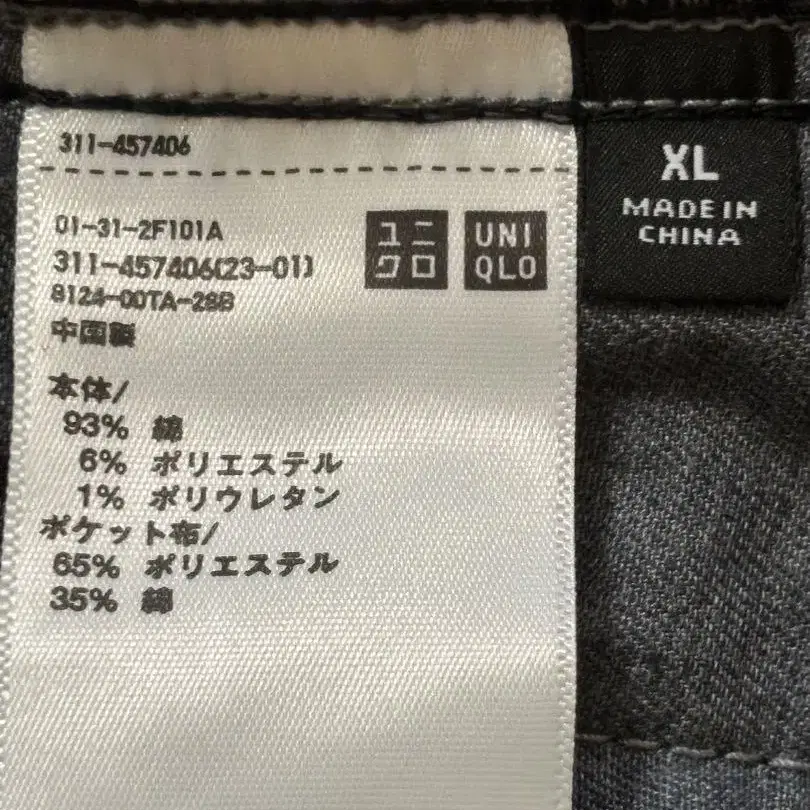 311-457406
01-31-2F101A
311-457406(23-01)
8124-00TA-28B
中国製
ユニ
クロ
UNI
QLO
本体/
93% 綿
6% ポリエステル
1% ポリウレタン
ポケット布/
65% ポリエステル
35% 綿
XL
MADE IN
CHINA